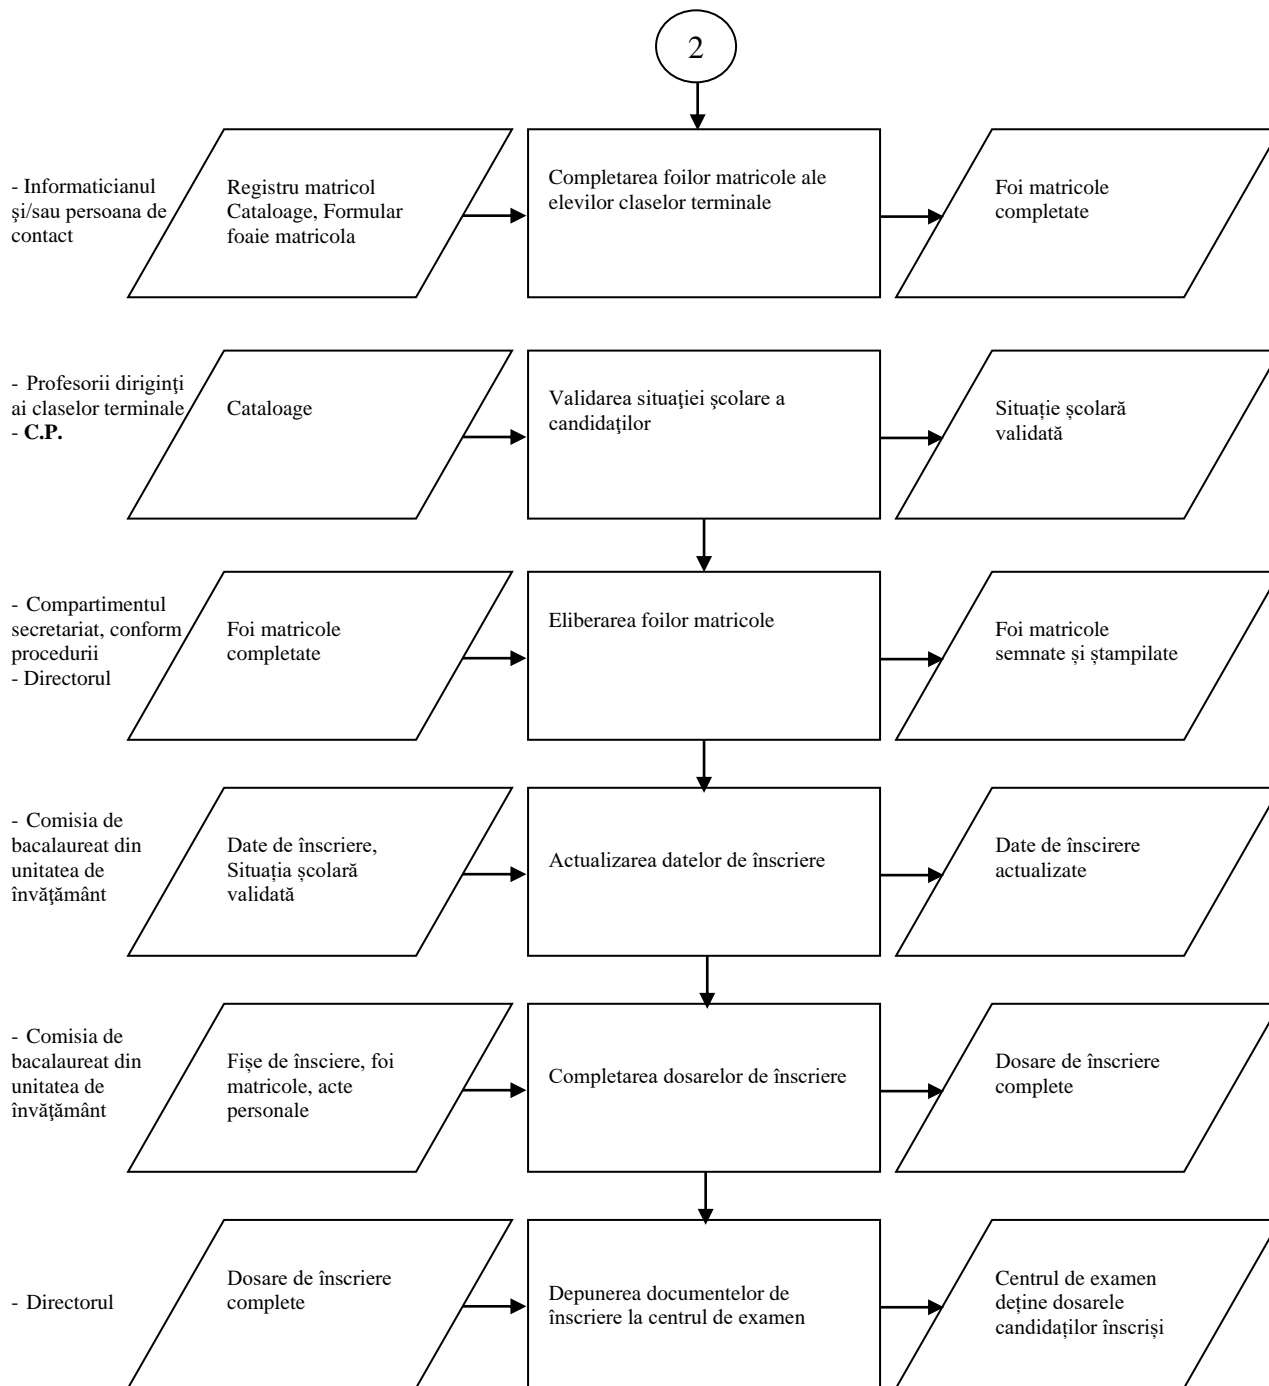 2
- Informaticianul
şi/sau persoana de
contact
Registru matricol
Cataloage, Formular
foaie matricola
Completarea foilor matricole ale
elevilor claselor terminale
Foi matricole
completate
- Profesorii diriginţi
ai claselor terminale
- C.P.
Cataloage
Validarea situaţiei şcolare a
candidaţilor
Situație școlară
validată
- Compartimentul
secretariat, conform
procedurii
- Directorul
Foi matricole
completate
Eliberarea foilor matricole
Foi matricole
semnate și ștampilate
- Comisia de
bacalaureat din
unitatea de
învăţământ
Date de înscriere,
Situația școlară
validată
Actualizarea datelor de înscriere
Date de înscirere
actualizate
- Comisia de
bacalaureat din
unitatea de
învăţământ
Fișe de însciere, foi
matricole, acte
personale
Completarea dosarelor de înscriere
Dosare de înscriere
complete
- Directorul
Dosare de înscriere
complete
Depunerea documentelor de
înscriere la centrul de examen
Centrul de examen
deține dosarele
candidaților înscriși